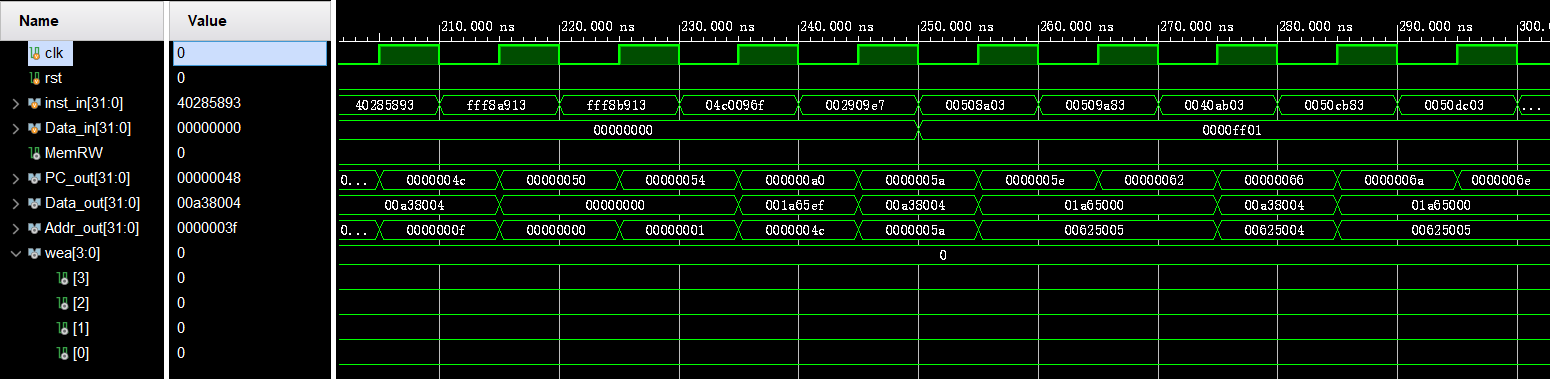 Name Value 210.000 ns 220.000 ns 230.000 ns 240.000 ns 250.000 ns 260.000 ns 270.000 ns 280.000 ns 290.000 ns 300.
clk 0
rst 0
inst_in[31:0] 40285893 40285893 fff8a913 fff8b913 04c0096f 002909e7 00508a03 00509a83 0040ab03 0050cb83 0050dc03 ...
Data_in[31:0] 00000000 00000000 0000ff01
MemRW 0
PC_out[31:0] 00000048 0... 0000004c 00000050 00000054 000000a0 0000005a 0000005e 00000062 00000066 0000006a 0000006e
Data_out[31:0] 00a38004 00a38004 00000000 001a65ef 00a38004 01a65000 00a38004 01a65000
Addr_out[31:0] 0000003f 0... 0000000f 00000000 00000001 0000004c 0000005a 00625005 00625004 00625005
wea[3:0] 0 0
[3] 0
[2] 0
[1] 0
[0] 0